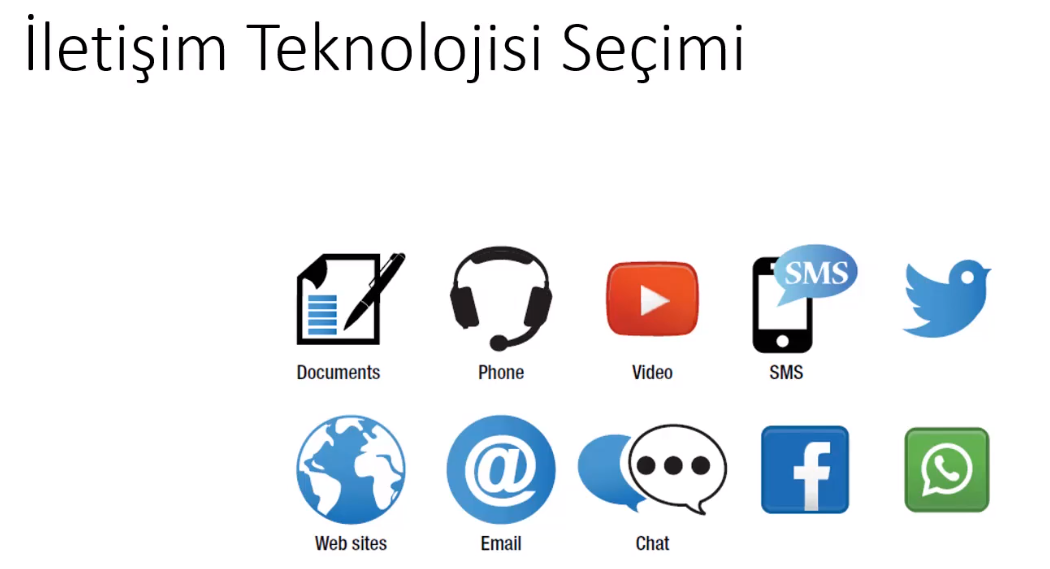 İletişim Teknolojisi Seçimi
SMS
Documents
Phone
Video
SMS
@
f
Web sites
Email
Chat